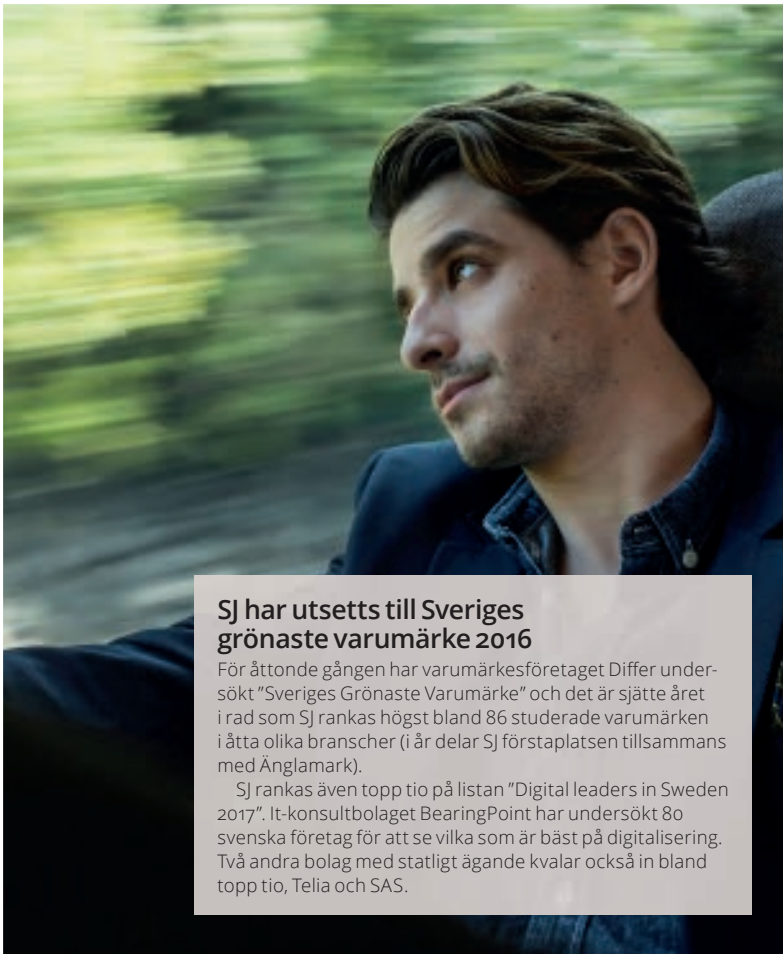 SJ har utsetts till Sveriges
grönaste varumärke 2016
För åttonde gången har varumärkesföretaget Differ under-
sökt ”Sveriges Grönaste Varumärke” och det är sjätte året
i rad som SJ rankas högst bland 86 studerade varumärken
i åtta olika branscher (i år delar SJ förstaplatsen tillsammans
med Änglamark).
SJ rankas även topp tio på listan ”Digital leaders in Sweden
2017”. It-konsultbolaget BearingPoint har undersökt 80
svenska företag för att se vilka som är bäst på digitalisering.
Två andra bolag med statligt ägande kvalar också in bland
topp tio, Telia och SAS.